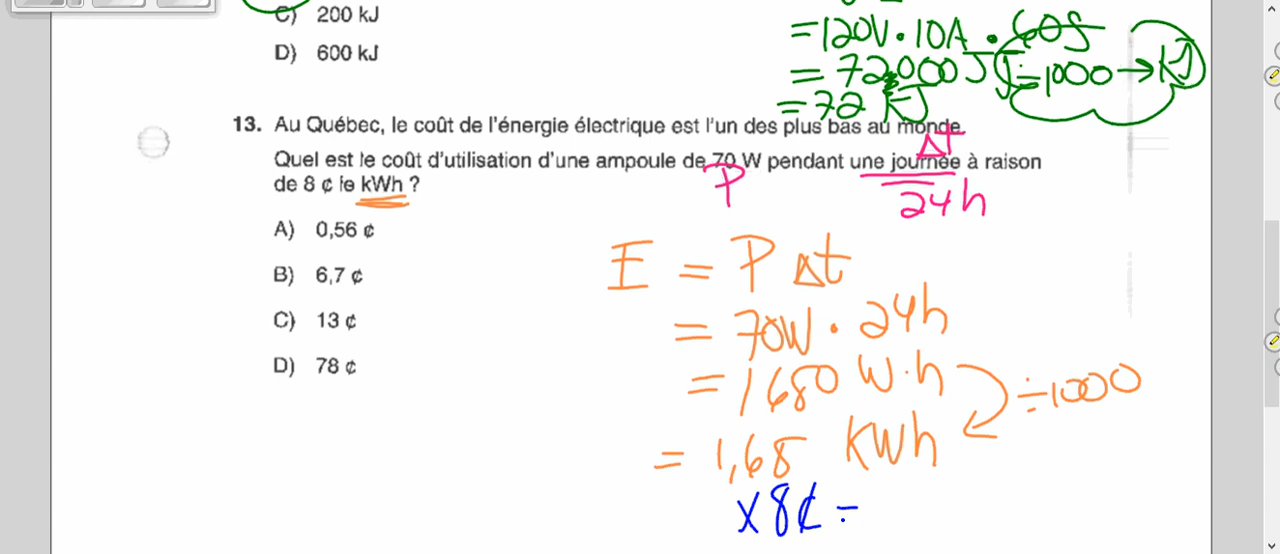 C) 200 kJ
D) 600 kJ
=120V · 10A · 60s
= 72 000J (J÷1000→KJ)
= 72 KJ
13. Au Québec, le coût de l'énergie électrique est l'un des plus bas au monde.
Δt
Quel est le coût d'utilisation d'une ampoule de 70 W pendant une journée à raison
de 8 ¢ le kWh ?
P
24h
A) 0,56 ¢
B) 6,7 ¢
C) 13 ¢
D) 78 ¢
E = P Δt
= 70W · 24h
= 1680 W·h
÷1000
= 1,68 KWh
x 8¢ =